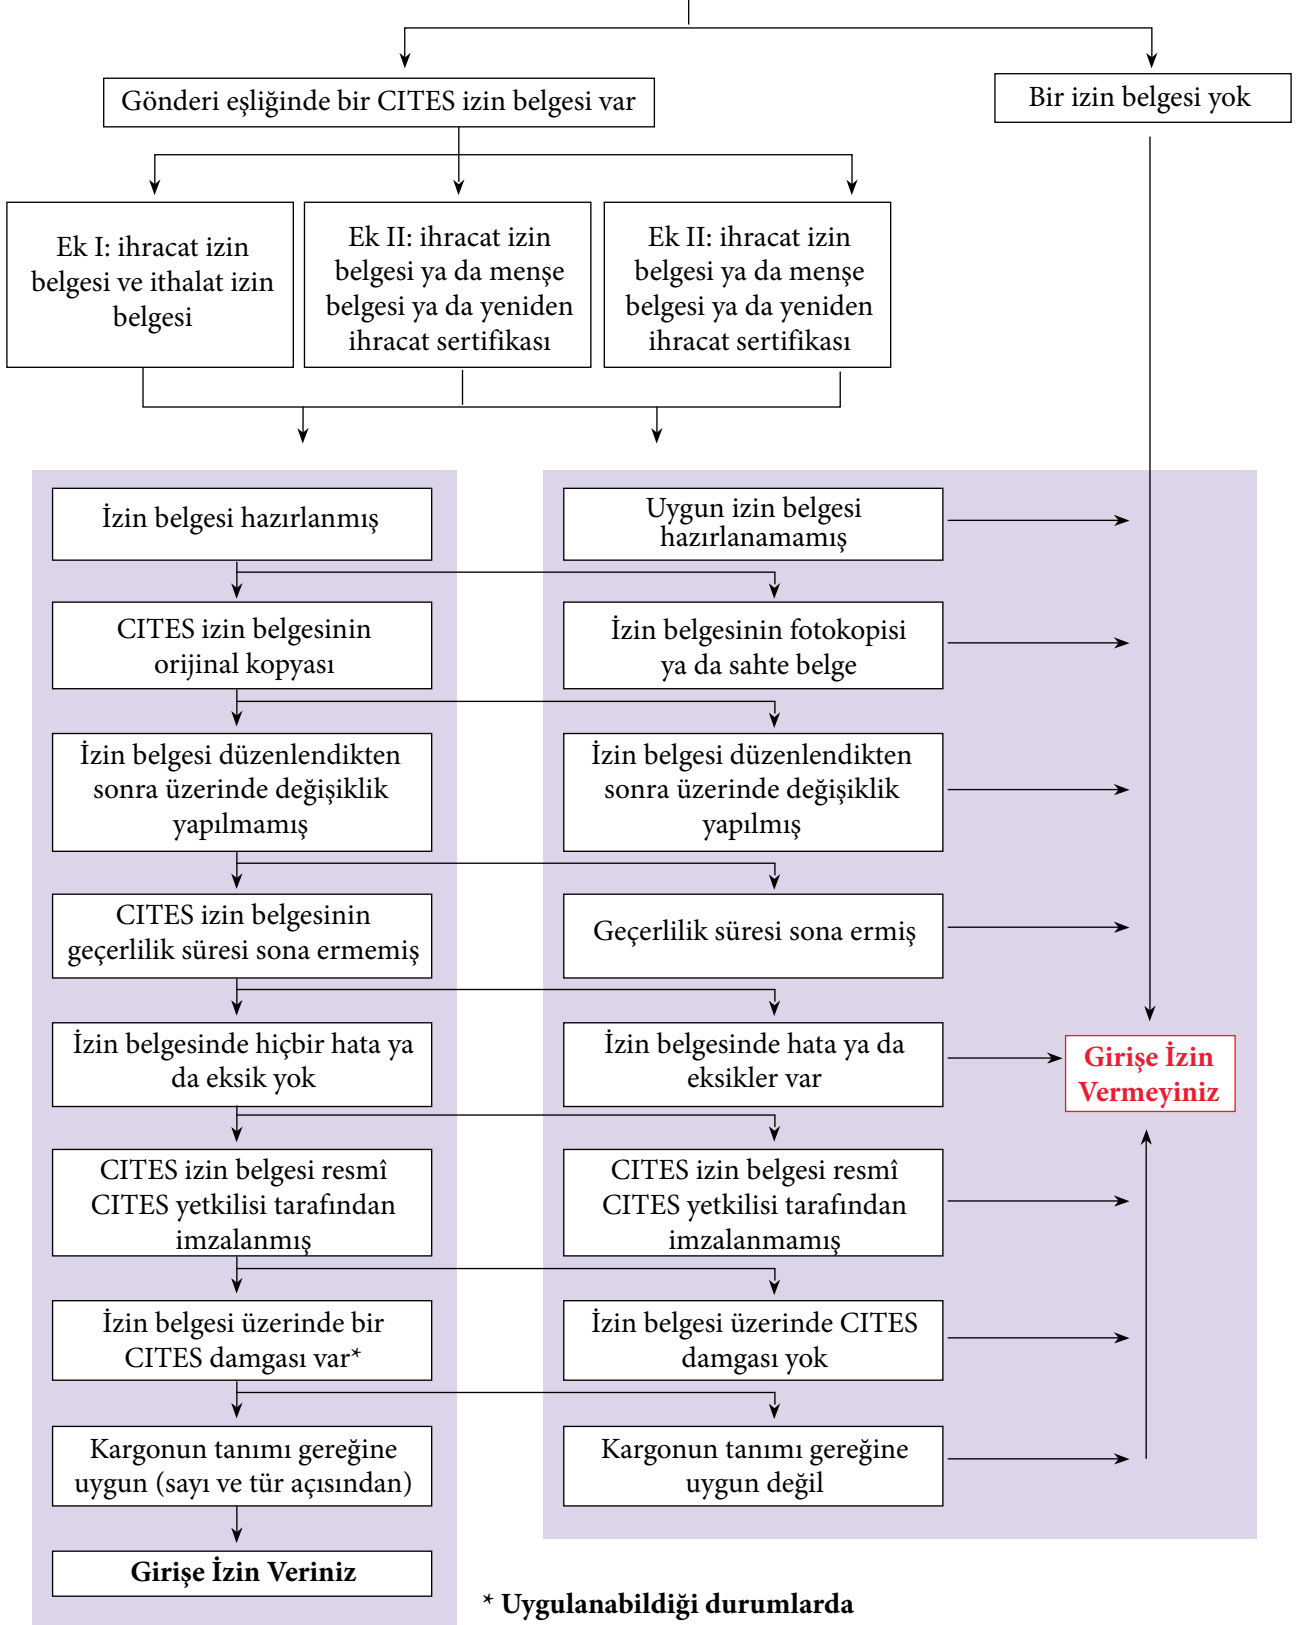 Gönderi eşliğinde bir CITES izin belgesi var
Bir izin belgesi yok
Ek I: ihracat izin
belgesi ve ithalat izin
belgesi
Ek II: ihracat izin
belgesi ya da menşe
belgesi ya da yeniden
ihracat sertifikası
Ek II: ihracat izin
belgesi ya da menşe
belgesi ya da yeniden
ihracat sertifikası
İzin belgesi hazırlanmış
Uygun izin belgesi
hazırlanamamış
CITES izin belgesinin
orijinal kopyası
İzin belgesinin fotokopisi
ya da sahte belge
İzin belgesi düzenlendikten
sonra üzerinde değişiklik
yapılmamış
İzin belgesi düzenlendikten
sonra üzerinde değişiklik
yapılmış
CITES izin belgesinin
geçerlilik süresi sona ermemiş
Geçerlilik süresi sona ermiş
İzin belgesinde hiçbir hata ya
da eksik yok
İzin belgesinde hata ya da
eksikler var
Girişe İzin
Vermeyiniz
CITES izin belgesi resmî
CITES yetkilisi tarafından
imzalanmış
CITES izin belgesi resmî
CITES yetkilisi tarafından
imzalanmamış
İzin belgesi üzerinde bir
CITES damgası var*
İzin belgesi üzerinde CITES
damgası yok
Kargonun tanımı gereğine
uygun (sayı ve tür açısından)
Kargonun tanımı gereğine
uygun değil
Girişe İzin Veriniz
* Uygulanabildiği durumlarda